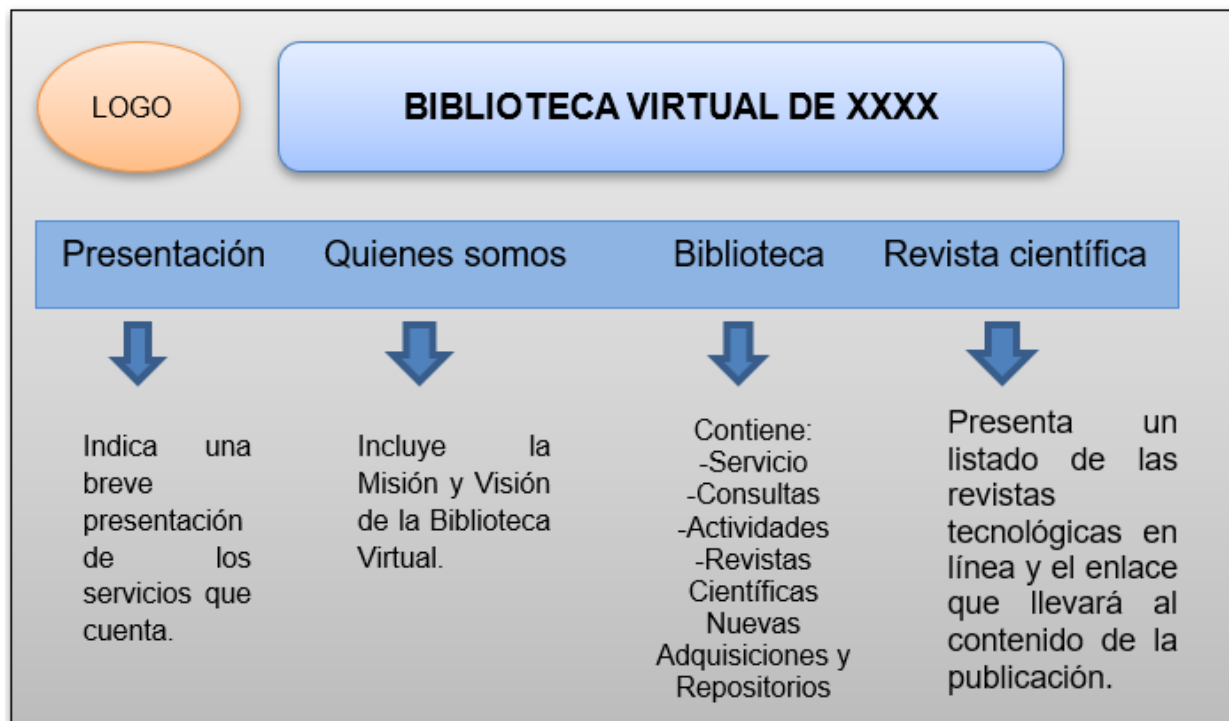 LOGO
BIBLIOTECA VIRTUAL DE XXXX
Presentación
Quienes somos
Biblioteca
Revista científica
Indica una
breve
presentación
de los
servicios que
cuenta.
Incluye la
Misión y Visión
de la Biblioteca
Virtual.
Contiene:
-Servicio
-Consultas
-Actividades
-Revistas
Científicas
Nuevas
Adquisiciones y
Repositorios
Presenta un
listado de las
revistas
tecnológicas en
línea y el enlace
que llevará al
contenido de la
publicación.